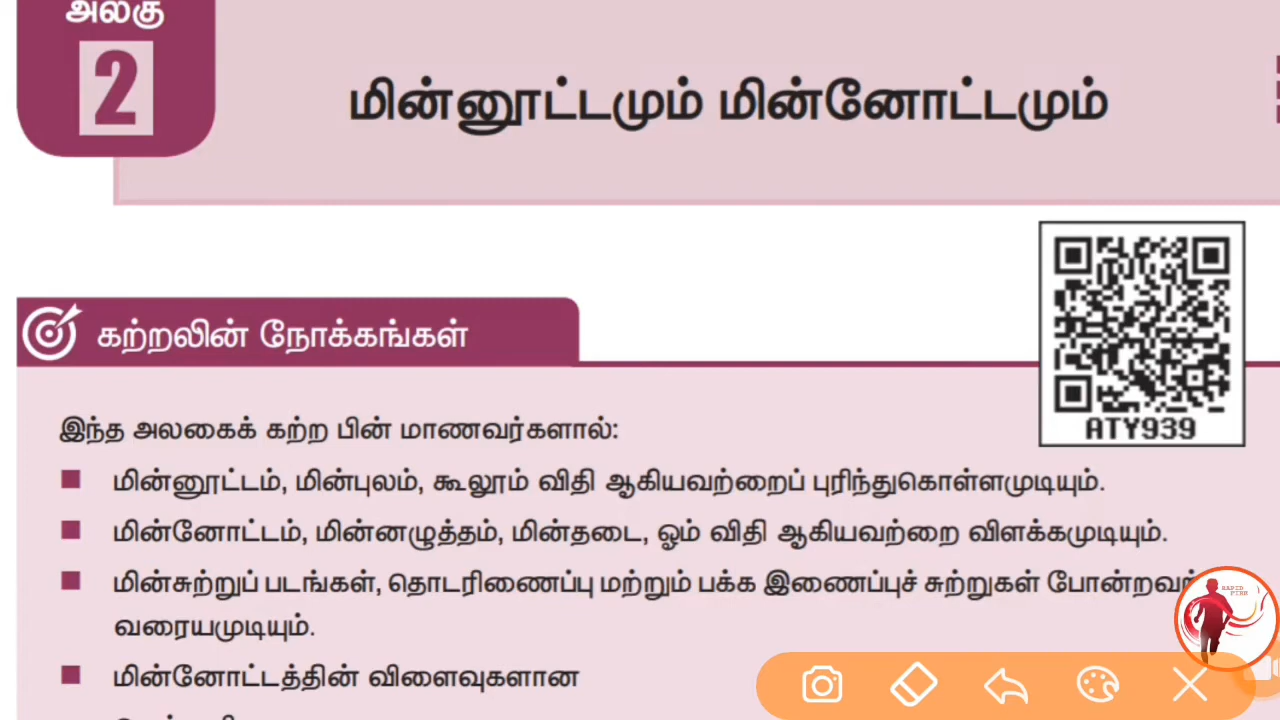 அலகு
2
மின்னூட்டமும் மின்னோட்டமும்
ATY939
கற்றலின் நோக்கங்கள்
இந்த அலகைக் கற்ற பின் மாணவர்களால்:
மின்னூட்டம், மின்புலம், கூலூம் விதி ஆகியவற்றைப் புரிந்துகொள்ளமுடியும்.
மின்னோட்டம், மின்னழுத்தம், மின்தடை, ஓம் விதி ஆகியவற்றை விளக்கமுடியும்.
மின்சுற்றுப் படங்கள், தொடரிணைப்பு மற்றும் பக்க இணைப்புச் சுற்றுகள்
வரையமுடியும்.
மின்னோட்டத்தின் விளைவுகளான
RAPID